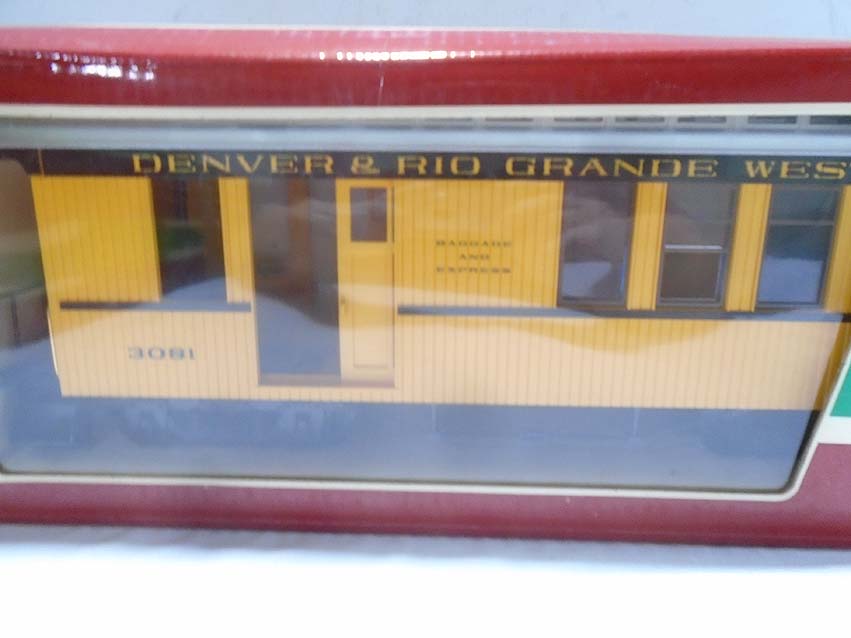 DENVER & RIO GRANDE WES
BAGGAGE
AND
EXPRESS
3081